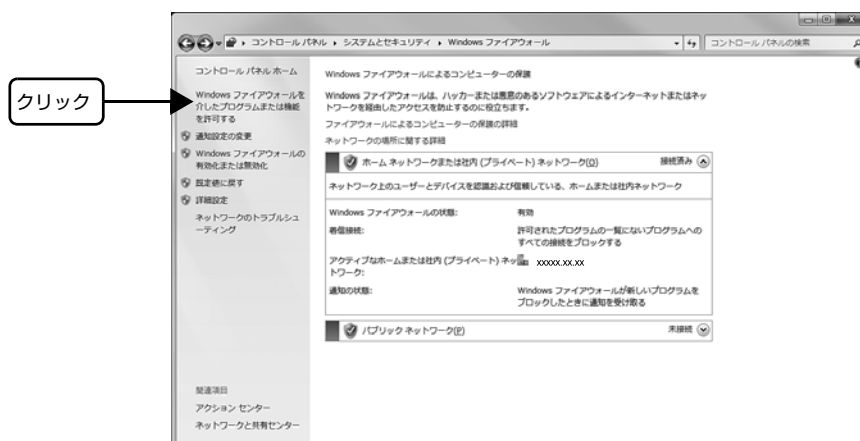 コントロール パネル ▸ システムとセキュリティ ▸ Windows ファイアウォール
コントロール パネルの検索
クリック
コントロール パネル ホーム
Windows ファイアウォールを
介したプログラムまたは機能
を許可する
通知設定の変更
Windows ファイアウォールの
有効化または無効化
既定値に戻す
詳細設定
ネットワークのトラブルシュ
ーティング
関連項目
アクション センター
ネットワークと共有センター
Windows ファイアウォールによるコンピューターの保護
Windows ファイアウォールは、ハッカーまたは悪意のあるソフトウェアによるインターネットまたはネッ
トワークを経由したアクセスを防止するのに役立ちます。
ファイアウォールによるコンピューターの保護の詳細
ネットワークの場所に関する詳細
ホーム ネットワークまたは社内 (プライベート) ネットワーク(O) 接続済み
ネットワーク上のユーザーとデバイスを認識および信頼している、ホームまたは社内ネットワーク
Windows ファイアウォールの状態: 有効
着信接続: 許可されたプログラムの一覧にないプログラムへの
すべての接続をブロックする
アクティブなホームまたは社内 (プライベート) ネッ xxxxx.xx.xx
トワーク:
通知の状態: Windows ファイアウォールが新しいプログラムを
ブロックしたときに通知を受け取る
パブリック ネットワーク(P) 未接続